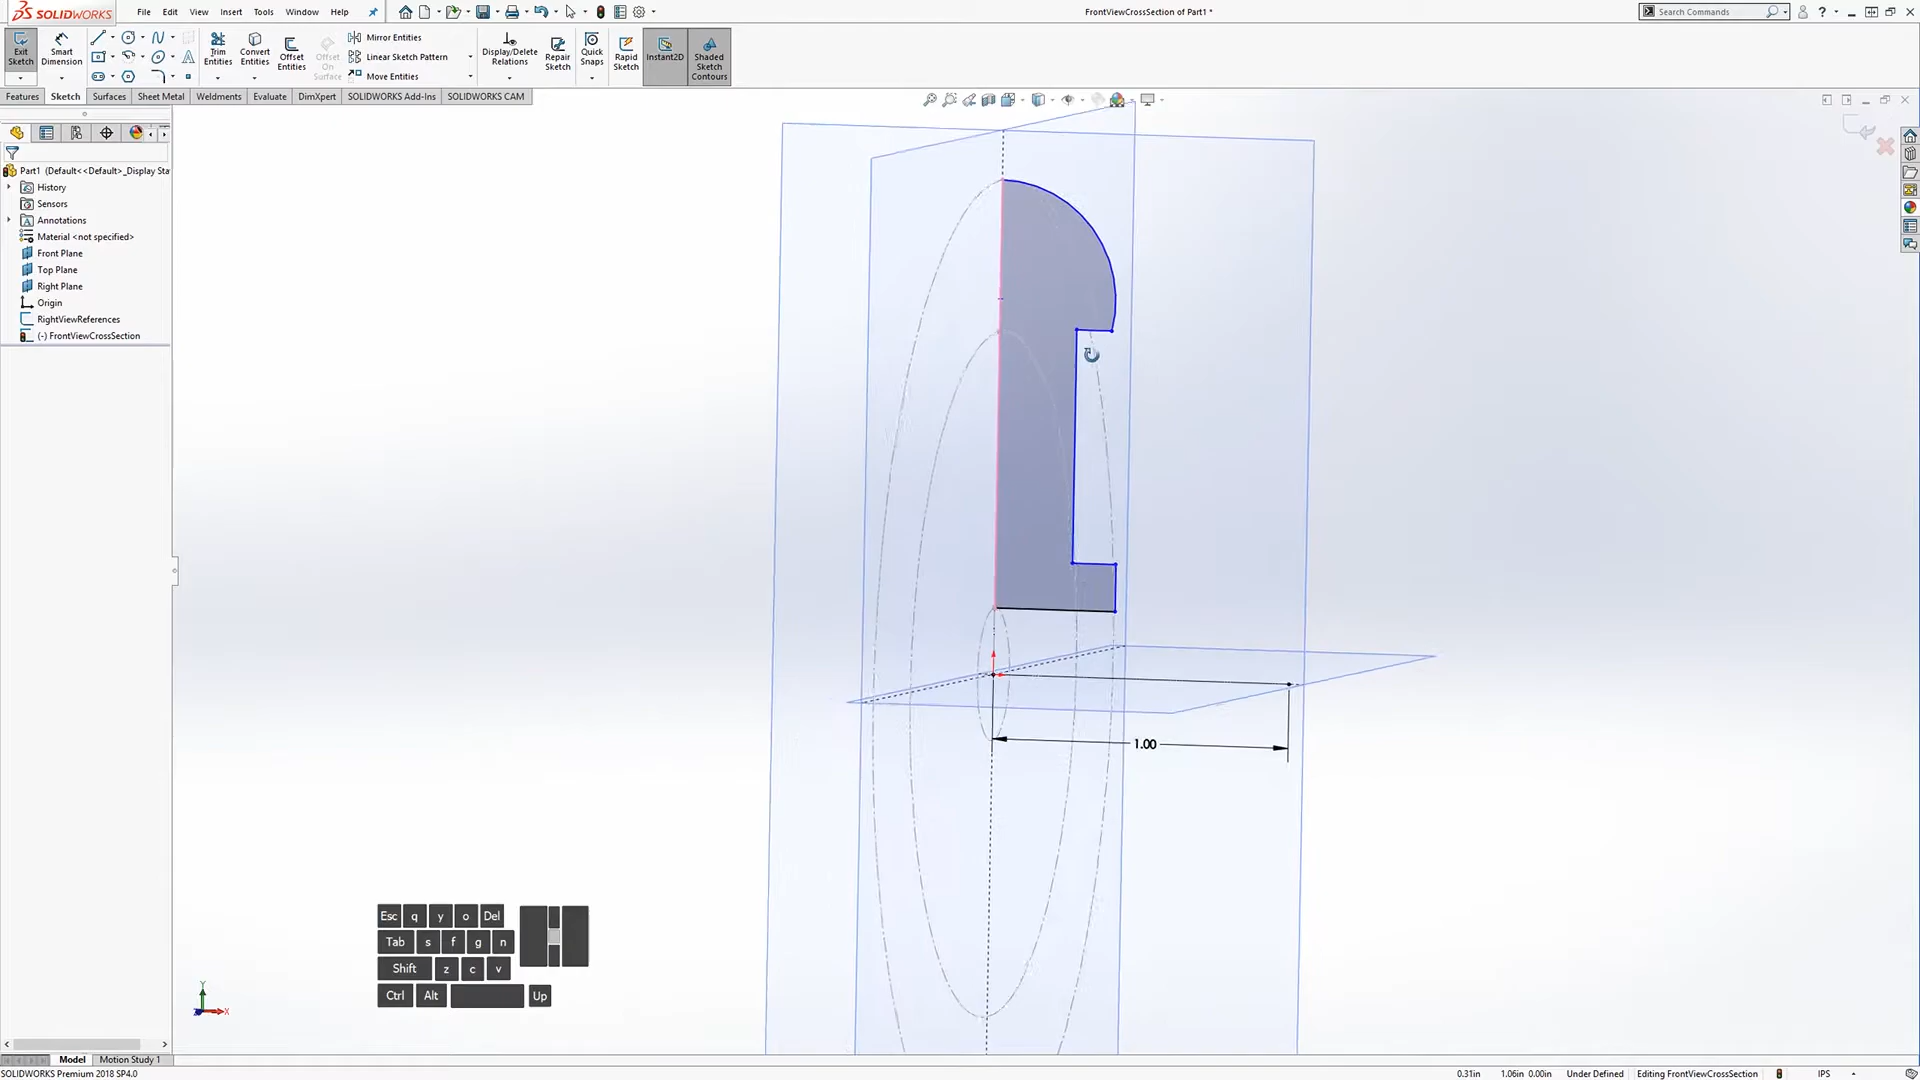 SOLIDWORKS
File Edit View Insert Tools Window Help
FrontViewCrossSection of Part1 *
Search Commands
Exit Sketch
Smart Dimension
Trim Entities
Convert Entities
Offset Entities
Offset On Surface
Mirror Entities
Linear Sketch Pattern
Move Entities
Display/Delete Relations
Repair Sketch
Quick Snaps
Rapid Sketch
Instant2D
Shaded Sketch Contours
Features Sketch Surfaces Sheet Metal Weldments Evaluate DimXpert SOLIDWORKS Add-Ins SOLIDWORKS CAM
Part1 (Default<<Default>_Display Sta
History
Sensors
Annotations
Material <not specified>
Front Plane
Top Plane
Right Plane
Origin
RightViewReferences
(-) FrontViewCrossSection
1.00
Esc q y o Del
Tab s f g n
Shift z c v
Ctrl Alt Up
Y
X
Z
Model Motion Study 1
SOLIDWORKS Premium 2018 SP4.0
0.31in 1.06in 0.00in Under Defined Editing FrontViewCrossSection IPS